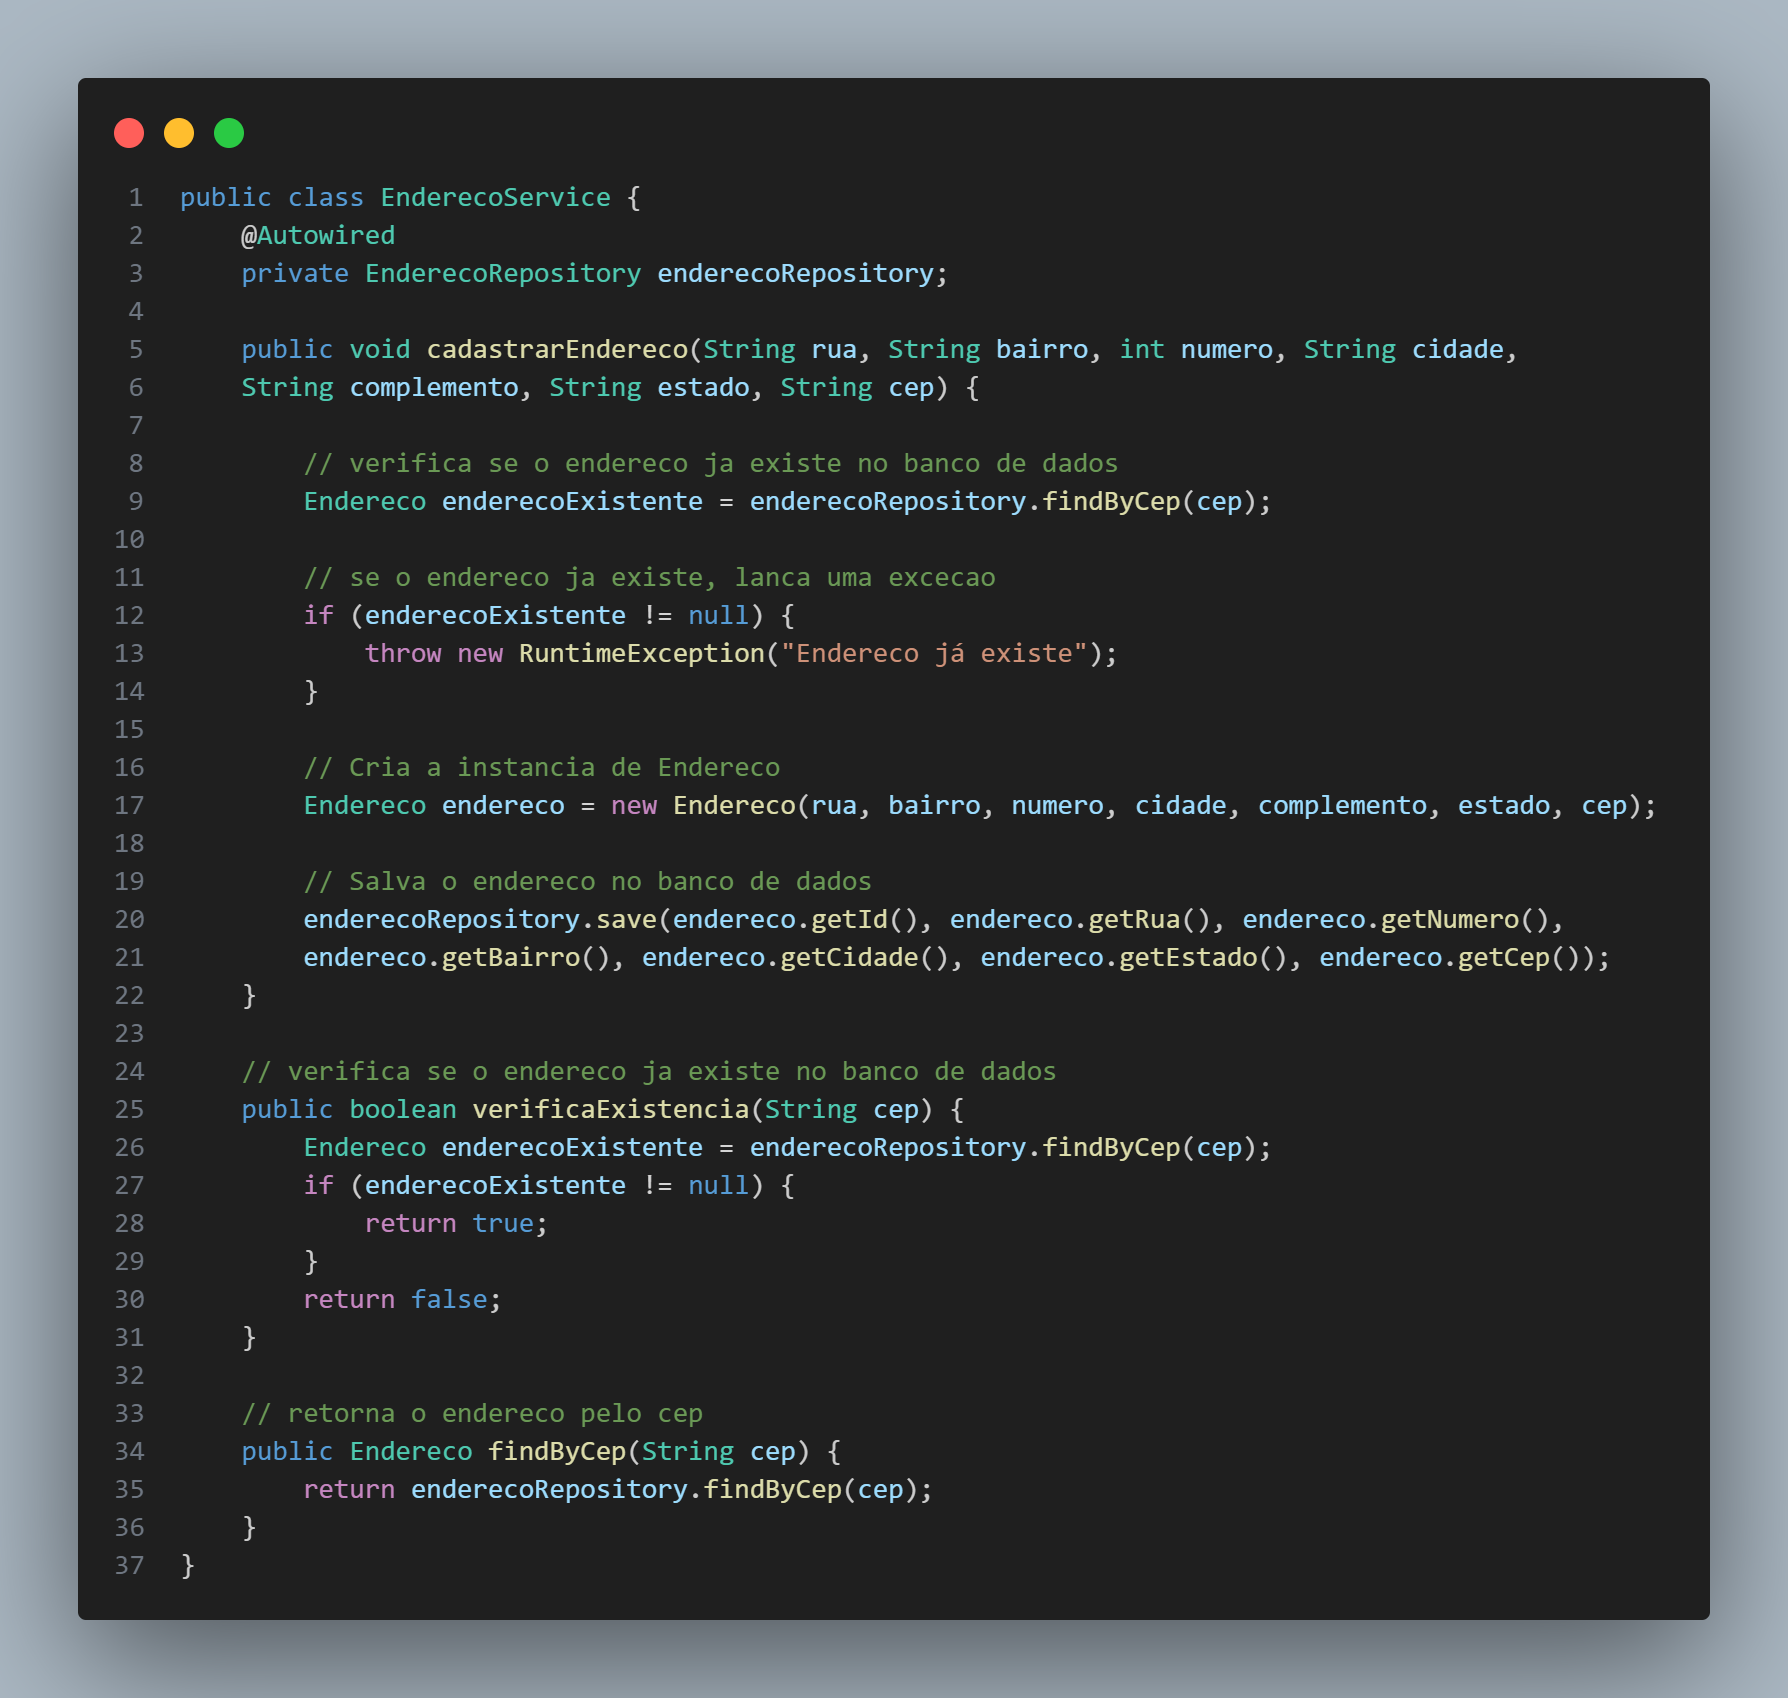 1 public class EnderecoService {
2     @Autowired
3     private EnderecoRepository enderecoRepository;
4
5     public void cadastrarEndereco(String rua, String bairro, int numero, String cidade,
6     String complemento, String estado, String cep) {
7
8         // verifica se o endereco ja existe no banco de dados
9         Endereco enderecoExistente = enderecoRepository.findByCep(cep);
10
11         // se o endereco ja existe, lanca uma excecao
12         if (enderecoExistente != null) {
13             throw new RuntimeException("Endereco já existe");
14         }
15
16         // Cria a instancia de Endereco
17         Endereco endereco = new Endereco(rua, bairro, numero, cidade, complemento, estado, cep);
18
19         // Salva o endereco no banco de dados
20         enderecoRepository.save(endereco.getId(), endereco.getRua(), endereco.getNumero(),
21         endereco.getBairro(), endereco.getCidade(), endereco.getEstado(), endereco.getCep());
22     }
23
24     // verifica se o endereco ja existe no banco de dados
25     public boolean verificaExistencia(String cep) {
26         Endereco enderecoExistente = enderecoRepository.findByCep(cep);
27         if (enderecoExistente != null) {
28             return true;
29         }
30         return false;
31     }
32
33     // retorna o endereco pelo cep
34     public Endereco findByCep(String cep) {
35         return enderecoRepository.findByCep(cep);
36     }
37 }